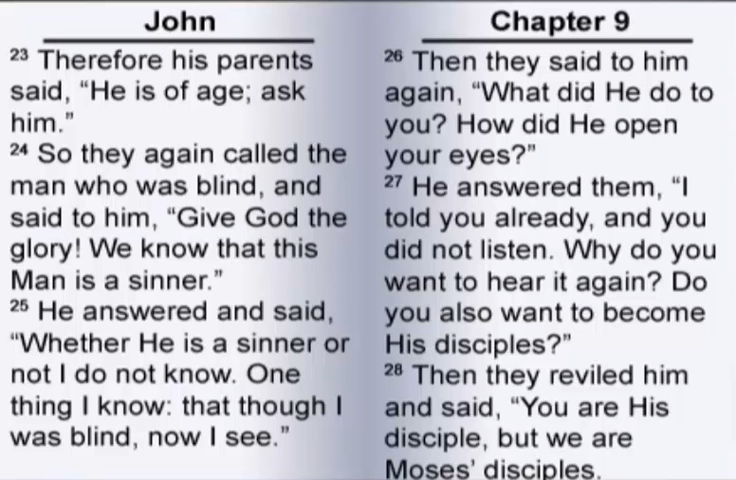 John
²³ Therefore his parents
said, “He is of age; ask
him.”
²⁴ So they again called the
man who was blind, and
said to him, “Give God the
glory! We know that this
Man is a sinner.”
²⁵ He answered and said,
“Whether He is a sinner or
not I do not know. One
thing I know: that though I
was blind, now I see.”
Chapter 9
²⁶ Then they said to him
again, “What did He do to
you? How did He open
your eyes?”
²⁷ He answered them, “I
told you already, and you
did not listen. Why do you
want to hear it again? Do
you also want to become
His disciples?”
²⁸ Then they reviled him
and said, “You are His
disciple, but we are
Moses’ disciples.